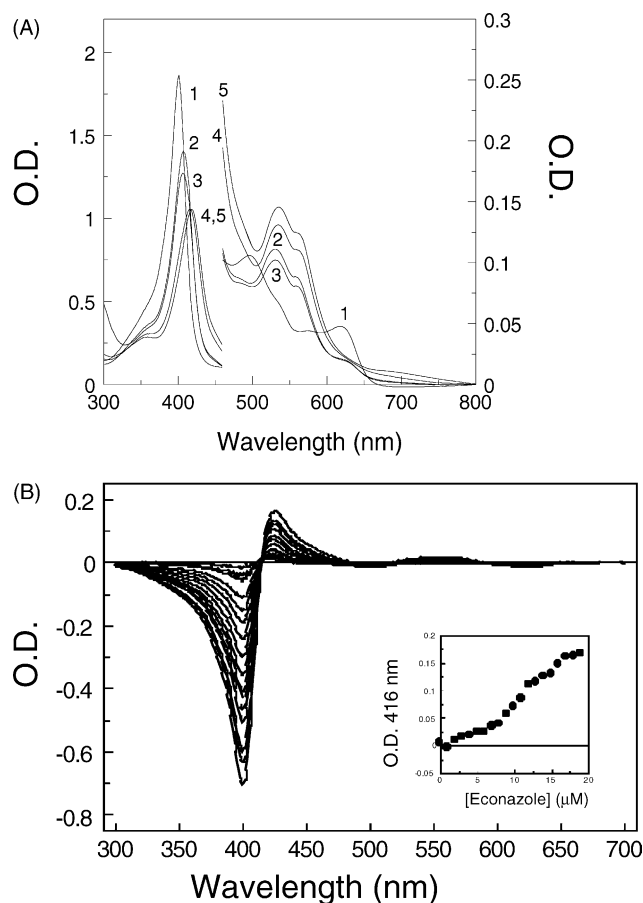 (A)
0.3
2
0.25
5
1
1.5
0.2
4
2
3
0.15
1
4,5
2
0.1
3
0.5
1
0.05
0
0
300 400 500 600 700 800
O.D.
O.D.
Wavelength (nm)
(B)
0.2
0
-0.2
-0.4
-0.6
-0.8
O.D.
0.2
0.15
0.1
0.05
0
-0.05
O.D. 416 nm
0 5 10 15 20
[Econazole] (μM)
300 350 400 450 500 550 600 650 700
Wavelength (nm)